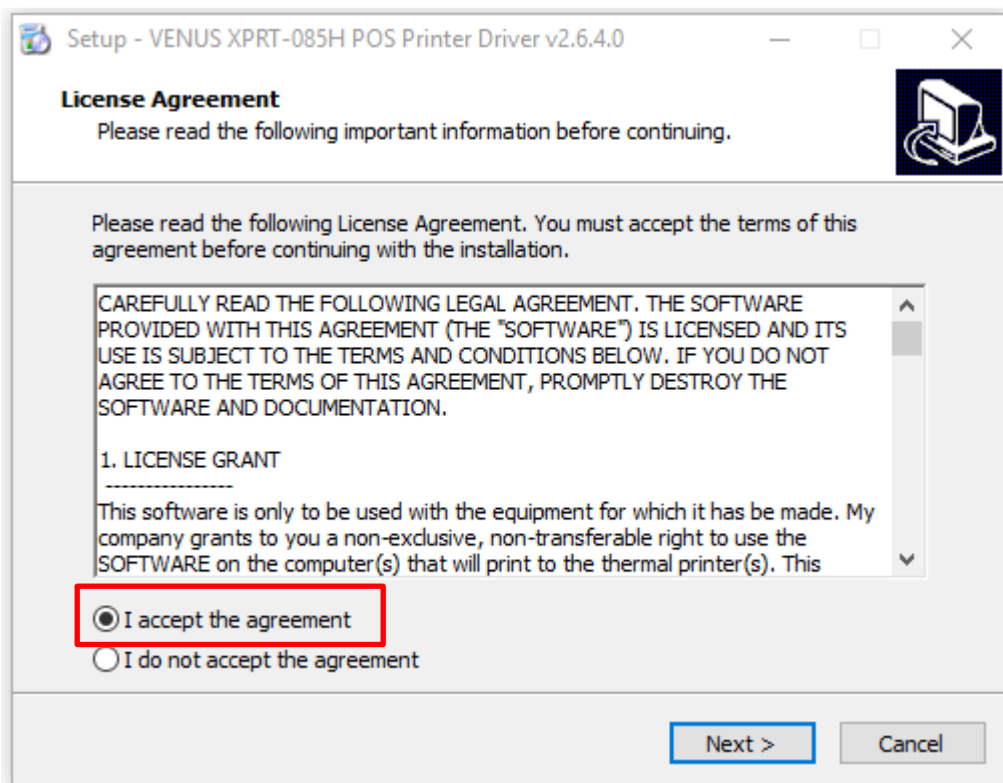 Setup - VENUS XPRT-085H POS Printer Driver v2.6.4.0
License Agreement
Please read the following important information before continuing.
Please read the following License Agreement. You must accept the terms of this
agreement before continuing with the installation.
CAREFULLY READ THE FOLLOWING LEGAL AGREEMENT. THE SOFTWARE
PROVIDED WITH THIS AGREEMENT (THE "SOFTWARE") IS LICENSED AND ITS
USE IS SUBJECT TO THE TERMS AND CONDITIONS BELOW. IF YOU DO NOT
AGREE TO THE TERMS OF THIS AGREEMENT, PROMPTLY DESTROY THE
SOFTWARE AND DOCUMENTATION.
1. LICENSE GRANT
----------------
This software is only to be used with the equipment for which it has be made. My
company grants to you a non-exclusive, non-transferable right to use the
SOFTWARE on the computer(s) that will print to the thermal printer(s). This
I accept the agreement
I do not accept the agreement
Next >
Cancel